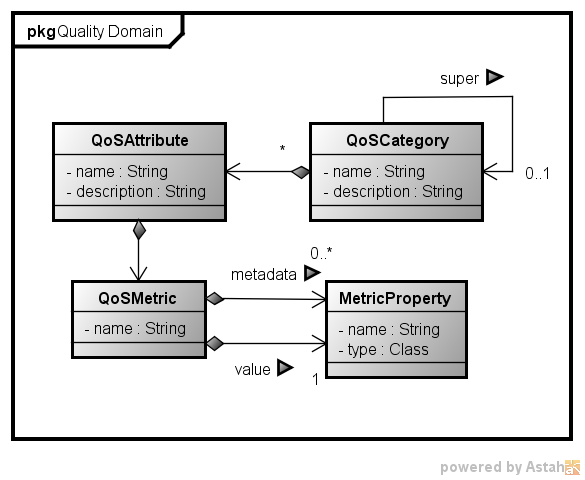 pkg Quality Domain
super
QoSAttribute
- name : String
- description : String
*
QoSCategory
- name : String
- description : String
0..1
0..*
metadata
QoSMetric
- name : String
MetricProperty
- name : String
- type : Class
value
1
powered by Astah